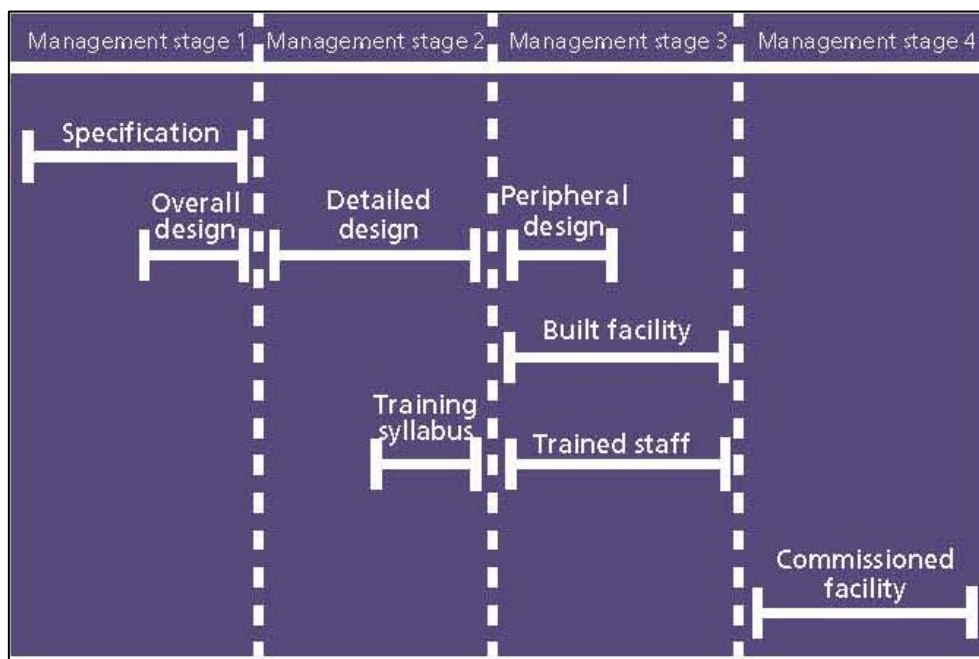 Management stage 1 Management stage 2 Management stage 3 Management stage 4
Specification
Overall
design
Detailed
design
Peripheral
design
Built facility
Training
syllabus
Trained staff
Commissioned
facility